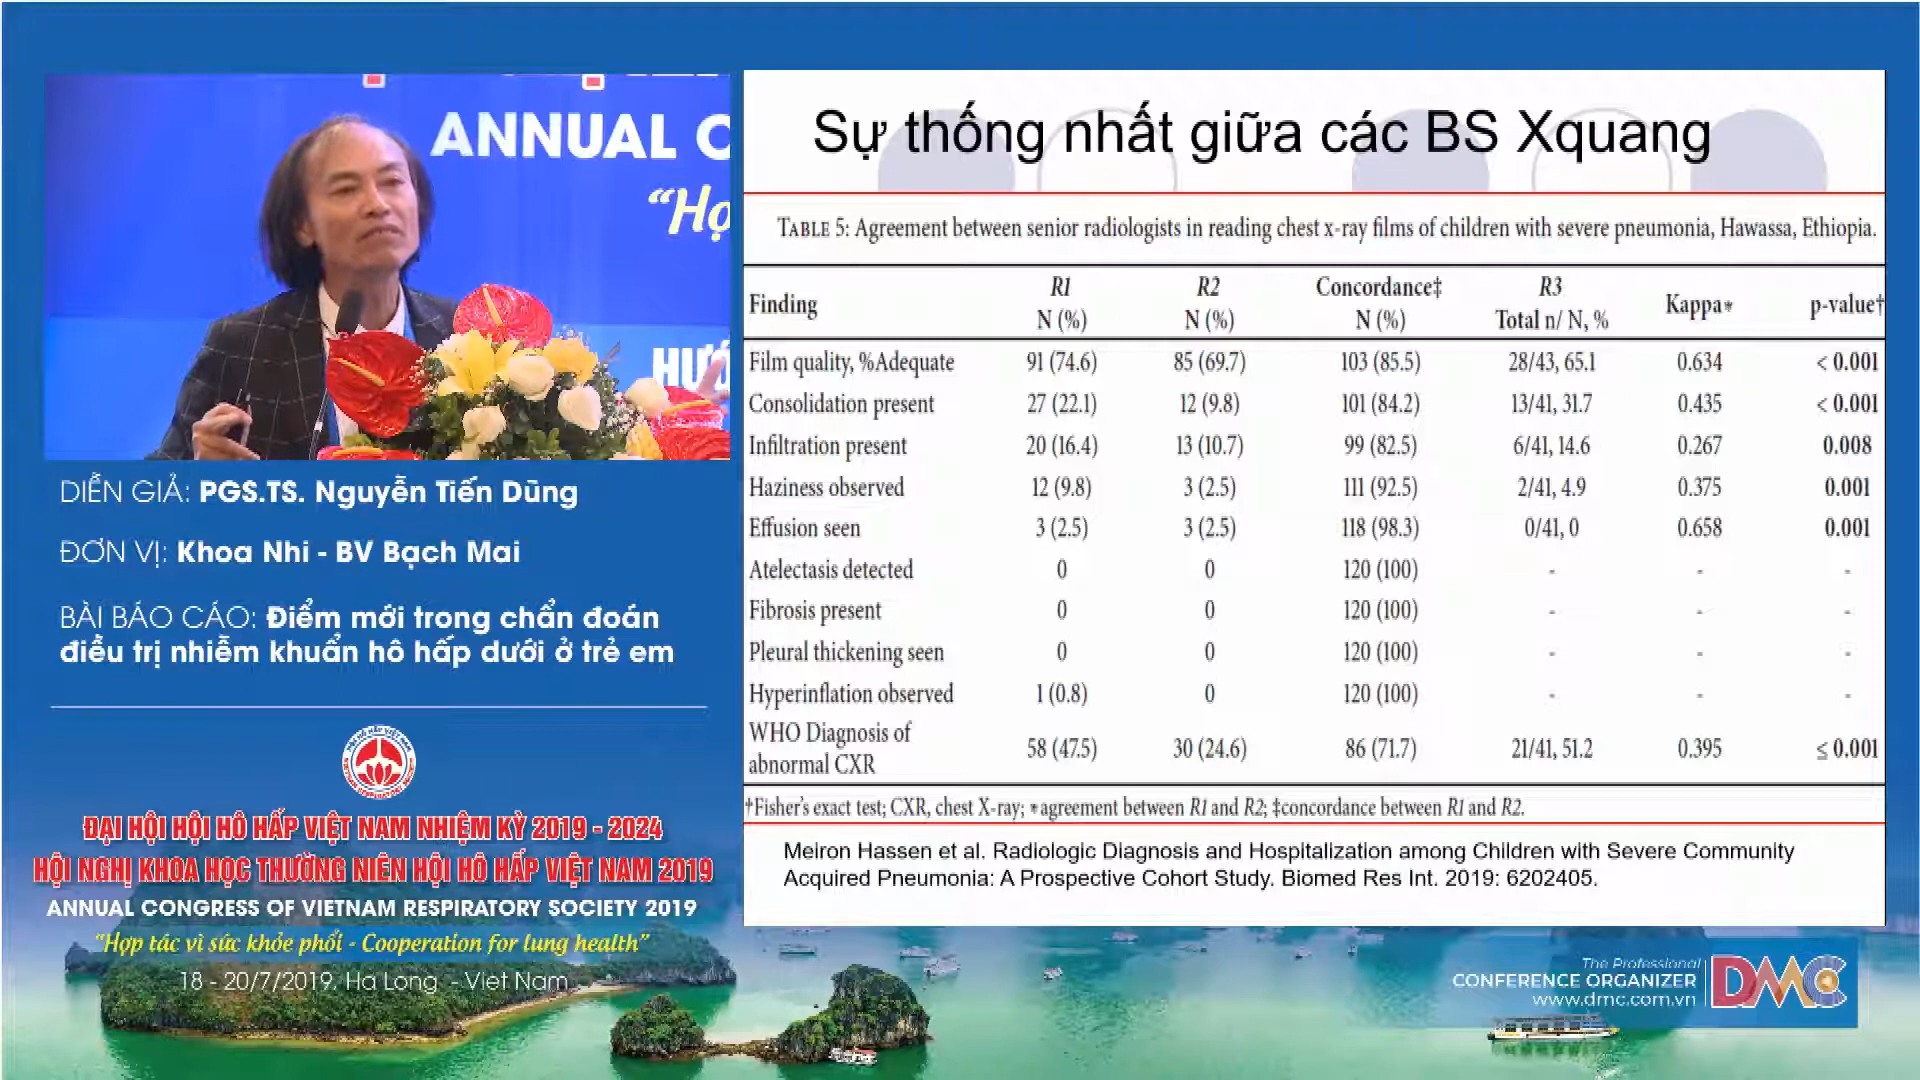 ANNUAL C
“Họ
HƯỚ
DIỄN GIẢ: PGS.TS. Nguyễn Tiến Dũng
ĐƠN VỊ: Khoa Nhi - BV Bạch Mai
BÀI BÁO CÁO: Điểm mới trong chẩn đoán
điều trị nhiễm khuẩn hô hấp dưới ở trẻ em
ĐẠI HỘI HỘI HÔ HẤP VIỆT NAM NHIỆM KỲ 2019 - 2024
HỘI NGHỊ KHOA HỌC THƯỜNG NIÊN HỘI HÔ HẤP VIỆT NAM 2019
ANNUAL CONGRESS OF VIETNAM RESPIRATORY SOCIETY 2019
“Hợp tác vì sức khỏe phổi - Cooperation for lung health”
18 - 20/7/2019. Ha Long - Viet Nam
Sự thống nhất giữa các BS Xquang
TABLE 5: Agreement between senior radiologists in reading chest x-ray films of children with severe pneumonia, Hawassa, Ethiopia.
Finding R1 N (%) R2 N (%) Concordance‡ N (%) R3 Total n/ N, % Kappa* p-value†
Film quality, %Adequate 91 (74.6) 85 (69.7) 103 (85.5) 28/43, 65.1 0.634 < 0.001
Consolidation present 27 (22.1) 12 (9.8) 101 (84.2) 13/41, 31.7 0.435 < 0.001
Infiltration present 20 (16.4) 13 (10.7) 99 (82.5) 6/41, 14.6 0.267 0.008
Haziness observed 12 (9.8) 3 (2.5) 111 (92.5) 2/41, 4.9 0.375 0.001
Effusion seen 3 (2.5) 3 (2.5) 118 (98.3) 0/41, 0 0.658 0.001
Atelectasis detected 0 0 120 (100) - - -
Fibrosis present 0 0 120 (100) - - -
Pleural thickening seen 0 0 120 (100) - - -
Hyperinflation observed 1 (0.8) 0 120 (100) - - -
WHO Diagnosis of
abnormal CXR 58 (47.5) 30 (24.6) 86 (71.7) 21/41, 51.2 0.395 ≤ 0.001
†Fisher's exact test; CXR, chest X-ray; *agreement between R1 and R2; ‡concordance between R1 and R2.
Meiron Hassen et al. Radiologic Diagnosis and Hospitalization among Children with Severe Community
Acquired Pneumonia: A Prospective Cohort Study. Biomed Res Int. 2019: 6202405.
The Professional
CONFERENCE ORGANIZER
www.dmc.com.vn
DMC